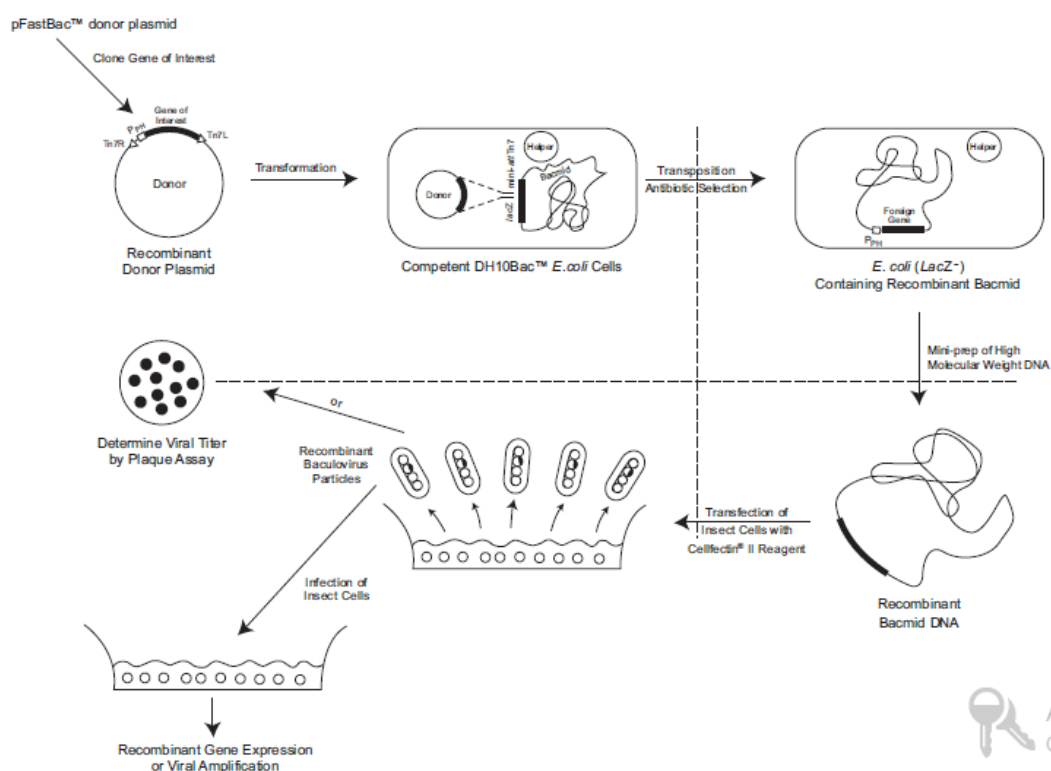 pFastBac™ donor plasmid
Clone Gene of Interest
Gene of
Interest
PPH
Tn7R
Tn7L
Donor
Recombinant
Donor Plasmid
Transformation
Helper
Donor
lacZ
mini-attTn7
Bacmid
Competent DH10Bac™ E.coli Cells
Transposition
Antibiotic Selection
Helper
Foreign
Gene
PPH
E. coli (LacZ⁻)
Containing Recombinant Bacmid
Mini-prep of High
Molecular Weight DNA
Determine Viral Titer
by Plaque Assay
or
Recombinant
Baculovirus
Particles
Transfection of
Insect Cells with
Cellfectin® II Reagent
Recombinant
Bacmid DNA
Infection of
Insect Cells
Recombinant Gene Expression
or Viral Amplification